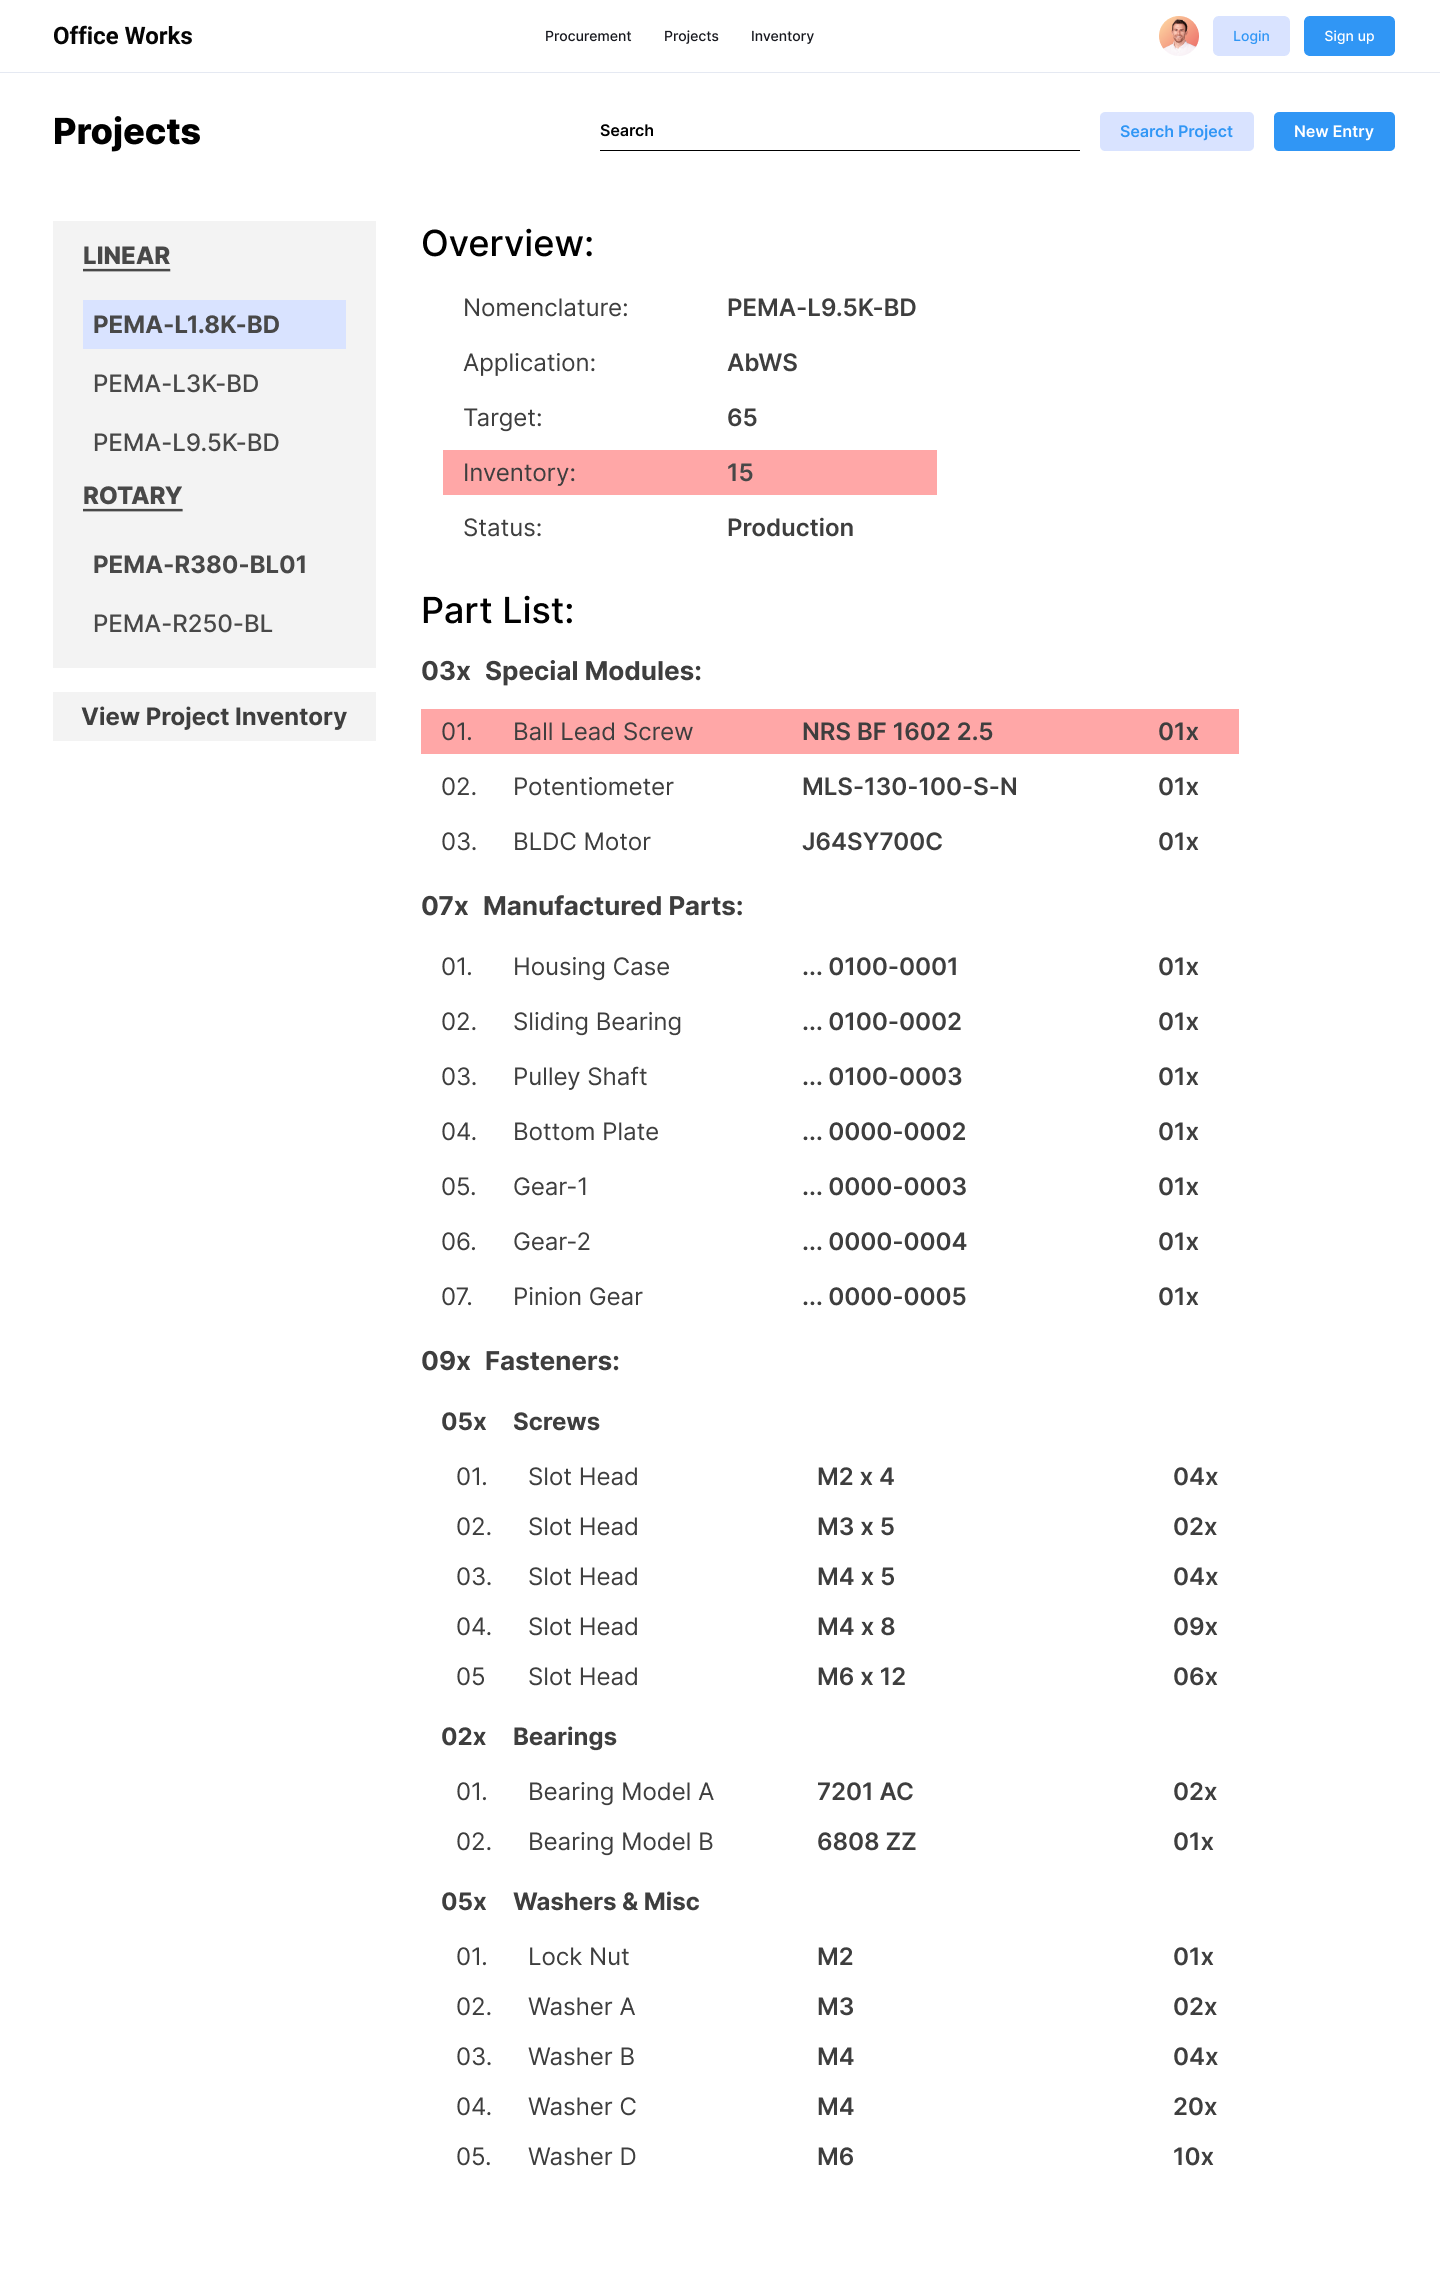 Office Works
Procurement Projects Inventory
Login Sign up
Projects
Search
Search Project New Entry
LINEAR
PEMA-L1.8K-BD
PEMA-L3K-BD
PEMA-L9.5K-BD
ROTARY
PEMA-R380-BL01
PEMA-R250-BL
View Project Inventory
Overview:
Nomenclature: PEMA-L9.5K-BD
Application: AbWS
Target: 65
Inventory: 15
Status: Production
Part List:
03x Special Modules:
01. Ball Lead Screw NRS BF 1602 2.5 01x
02. Potentiometer MLS-130-100-S-N 01x
03. BLDC Motor J64SY700C 01x
07x Manufactured Parts:
01. Housing Case ... 0100-0001 01x
02. Sliding Bearing ... 0100-0002 01x
03. Pulley Shaft ... 0100-0003 01x
04. Bottom Plate ... 0000-0002 01x
05. Gear-1 ... 0000-0003 01x
06. Gear-2 ... 0000-0004 01x
07. Pinion Gear ... 0000-0005 01x
09x Fasteners:
05x Screws
01. Slot Head M2 x 4 04x
02. Slot Head M3 x 5 02x
03. Slot Head M4 x 5 04x
04. Slot Head M4 x 8 09x
05 Slot Head M6 x 12 06x
02x Bearings
01. Bearing Model A 7201 AC 02x
02. Bearing Model B 6808 ZZ 01x
05x Washers & Misc
01. Lock Nut M2 01x
02. Washer A M3 02x
03. Washer B M4 04x
04. Washer C M4 20x
05. Washer D M6 10x